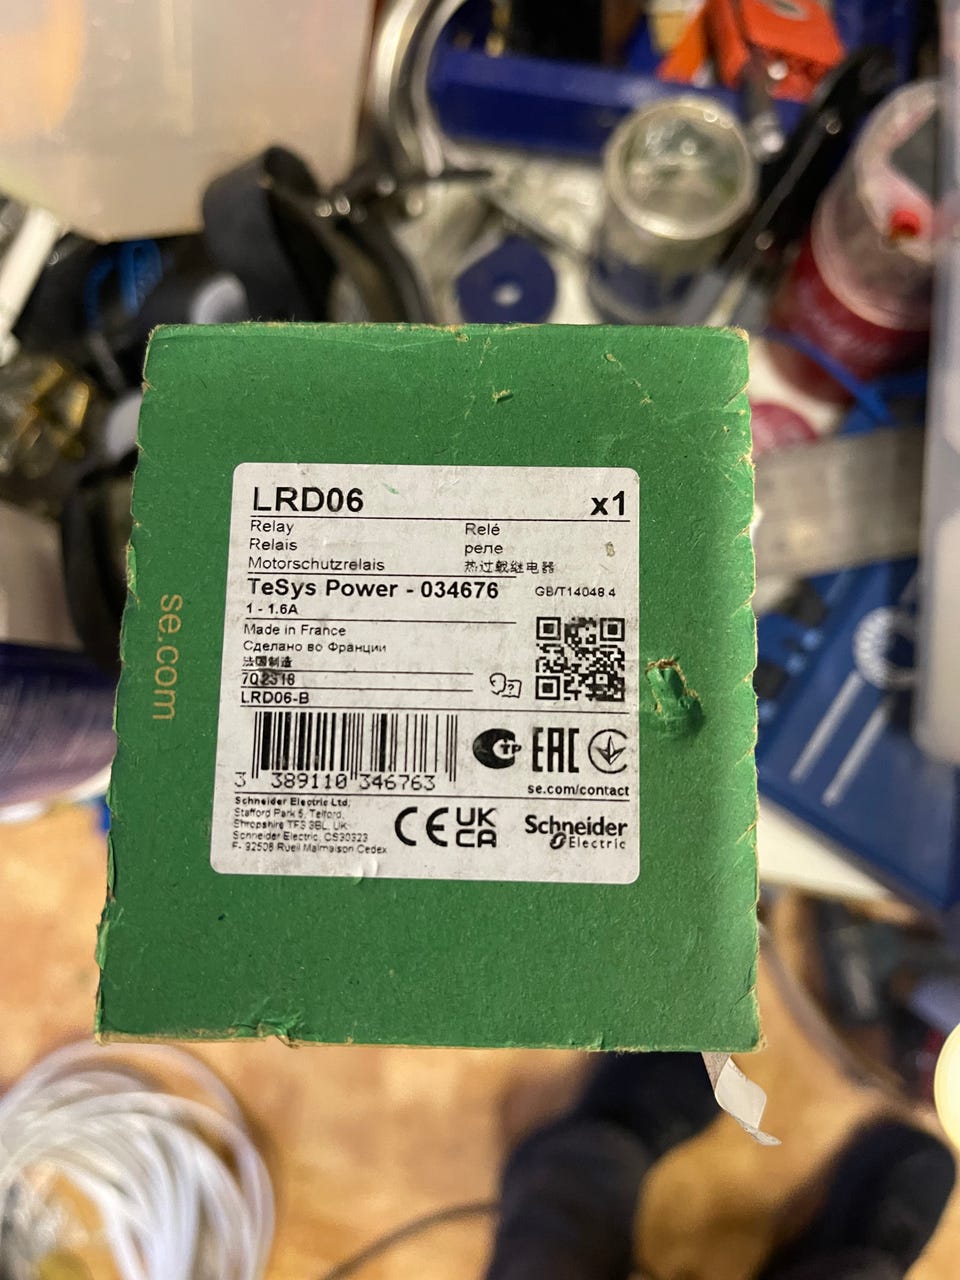 LRD06 x1
Relay Relé
Relais реле
Motorschutzrelais 热过载继电器
TeSys Power - 034676 GB/T14048.4
1 - 1.6A
Made in France
Сделано во Франции
法国制造
7Q 2318
LRD06-B
3 389110 346763
EAC
se.com/contact
Schneider Electric Ltd,
Stafford Park 5, Telford,
Shropshire TF3 3BL, UK
Schneider Electric, CS30323
F- 92506 Rueil Malmaison Cedex
CE UK
CA
Schneider
Electric
se.com